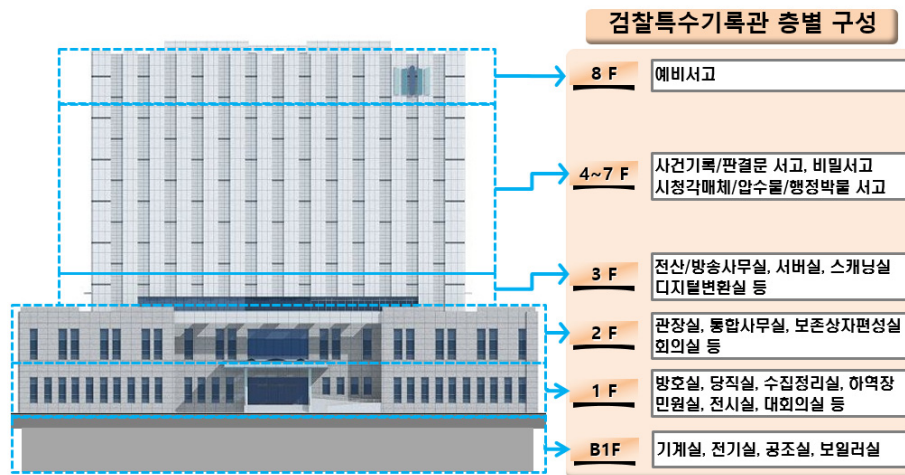 검찰특수기록관 층별 구성
8 F
예비서고
4~7 F
사건기록/판결문 서고, 비밀서고
시청각매체/압수물/행정박물 서고
3 F
전산/방송사무실, 서버실, 스캐닝실
디지털변환실 등
2 F
관장실, 통합사무실, 보존상자편성실
회의실 등
1 F
방호실, 당직실, 수집정리실, 하역장
민원실, 전시실, 대회의실 등
B1F
기계실, 전기실, 공조실, 보일러실